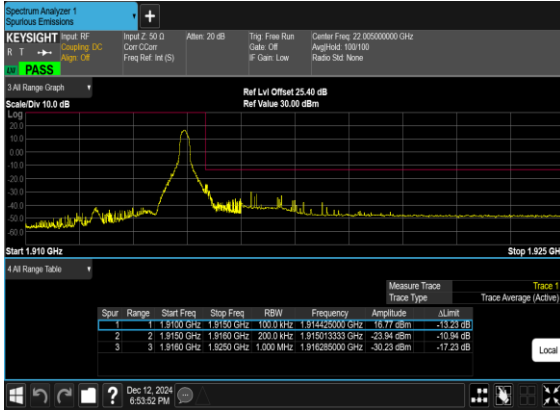 Spectrum Analyzer 1
Spurious Emissions
KEYSIGHT Input: RF Input Z: 50 Ω Atten: 20 dB Trig: Free Run Center Freq: 22.005000000 GHz
R T Coupling: DC Corr CCorr Gate: Off Avg|Hold: 100/100
Align: Off Freq Ref: Int (S) IF Gain: Low Radio Std: None
PASS
3 All Range Graph
Ref Lvl Offset 25.40 dB
Scale/Div 10.0 dB Ref Value 30.00 dBm
Log
20.0
10.0
0.00
-10.0
-20.0
-30.0
-40.0
-50.0
-60.0
Start 1.910 GHz Stop 1.925 GH
4 All Range Table
Measure Trace Trace 1
Trace Type Trace Average (Active)
Spur Range Start Freq Stop Freq RBW Frequency Amplitude ΔLimit
1 1 1.9100 GHz 1.9150 GHz 100.0 kHz 1.914425000 GHz 16.77 dBm -13.23 dB
2 2 1.9150 GHz 1.9160 GHz 200.0 kHz 1.915013333 GHz -23.94 dBm -10.94 dB
3 3 1.9160 GHz 1.9250 GHz 1.000 MHz 1.916285000 GHz -30.23 dBm -17.23 dB
Local
Dec 12, 2024
6:53:52 PM